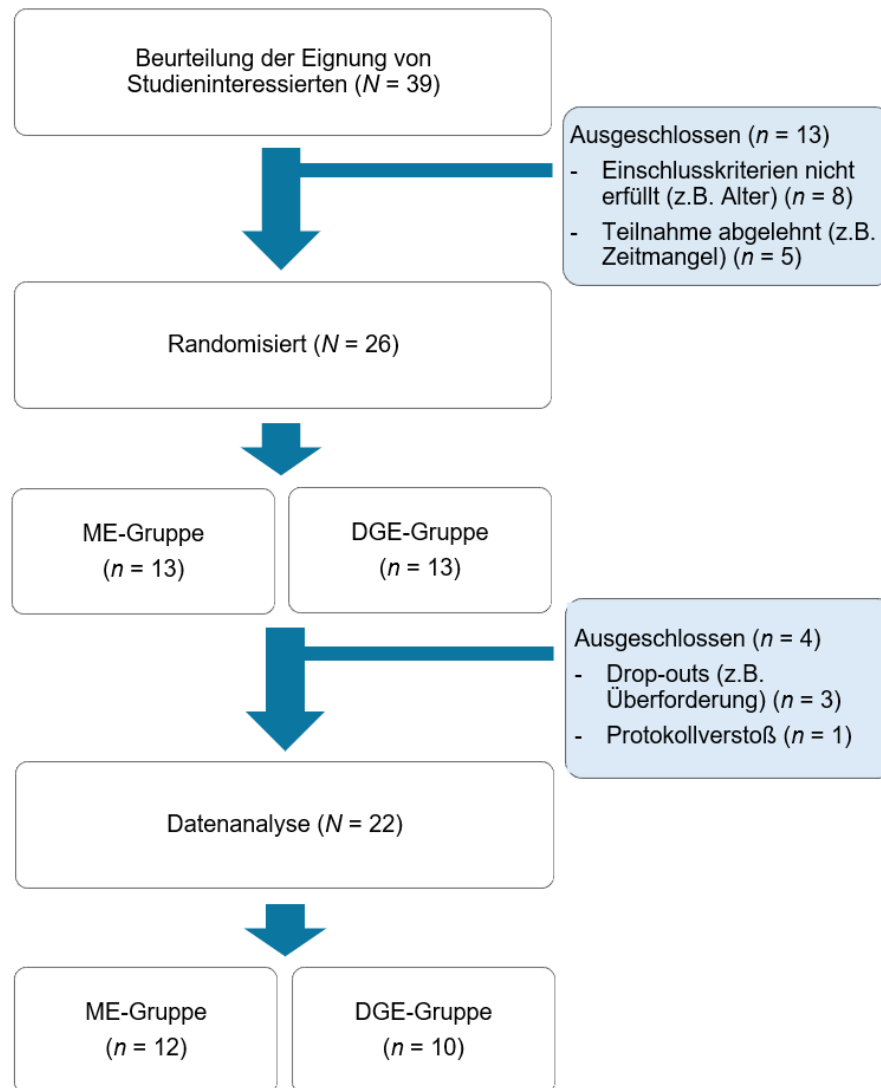 Beurteilung der Eignung von
Studieninteressierten (N = 39)
Ausgeschlossen (n = 13)
- Einschlusskriterien nicht
erfüllt (z.B. Alter) (n = 8)
- Teilnahme abgelehnt (z.B.
Zeitmangel) (n = 5)
Randomisiert (N = 26)
ME-Gruppe
(n = 13)
DGE-Gruppe
(n = 13)
Ausgeschlossen (n = 4)
- Drop-outs (z.B.
Überforderung) (n = 3)
- Protokollverstoß (n = 1)
Datenanalyse (N = 22)
ME-Gruppe
(n = 12)
DGE-Gruppe
(n = 10)